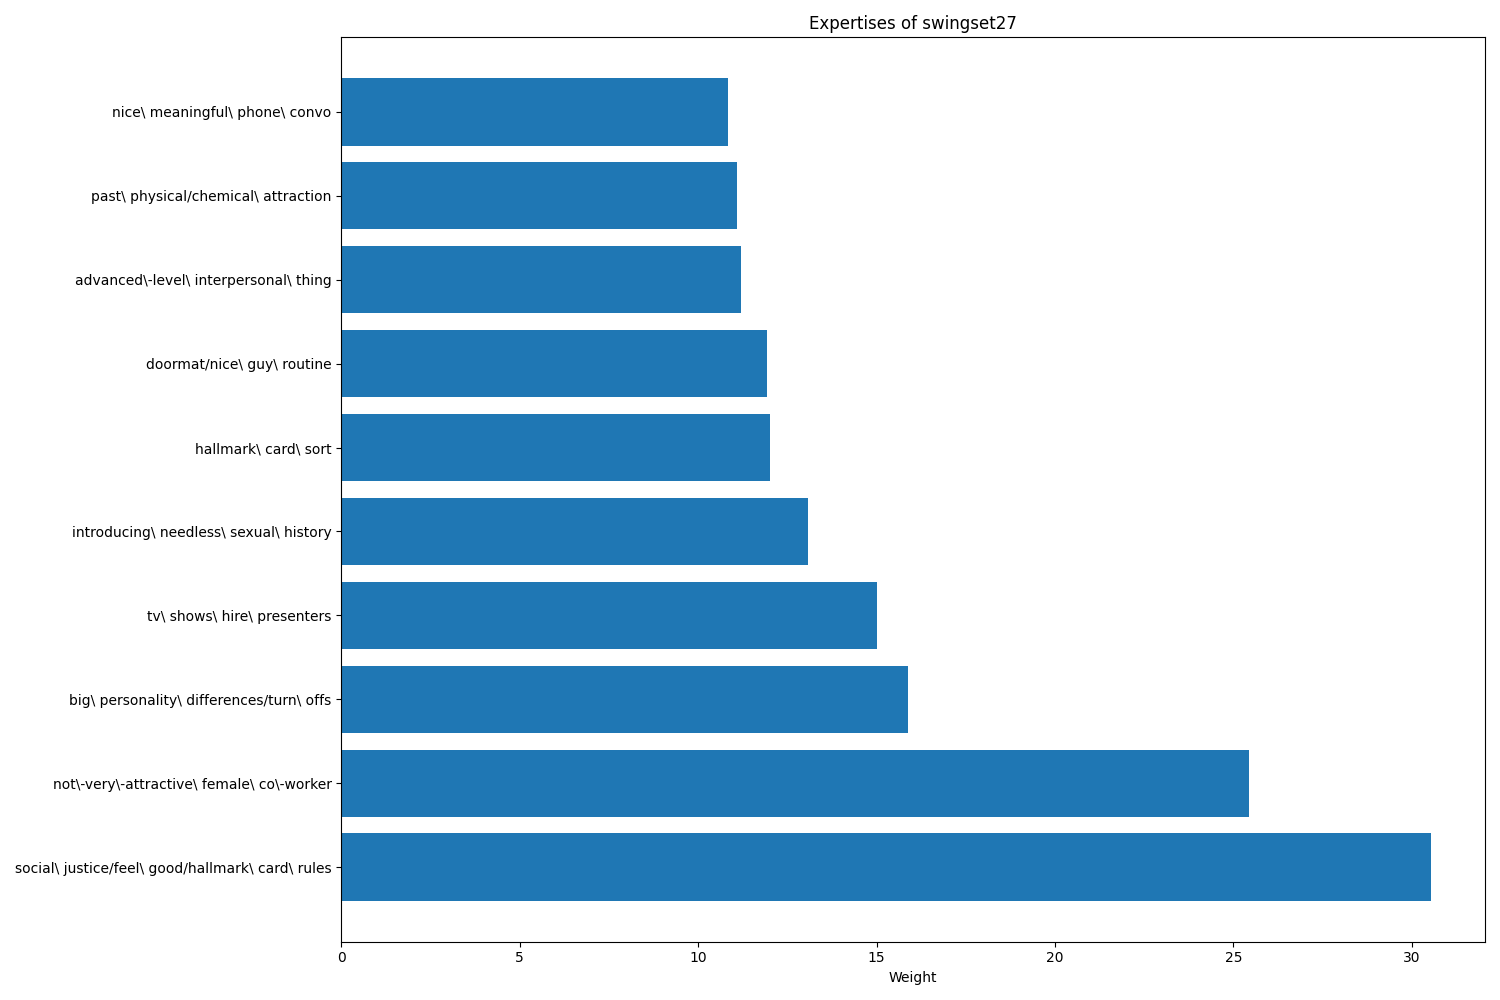 Expertises of swingset27
nice\ meaningful\ phone\ convo
past\ physical/chemical\ attraction
advanced\-level\ interpersonal\ thing
doormat/nice\ guy\ routine
hallmark\ card\ sort
introducing\ needless\ sexual\ history
tv\ shows\ hire\ presenters
big\ personality\ differences/turn\ offs
not\-very\-attractive\ female\ co\-worker
social\ justice/feel\ good/hallmark\ card\ rules
0 5 10 15 20 25 30
Weight